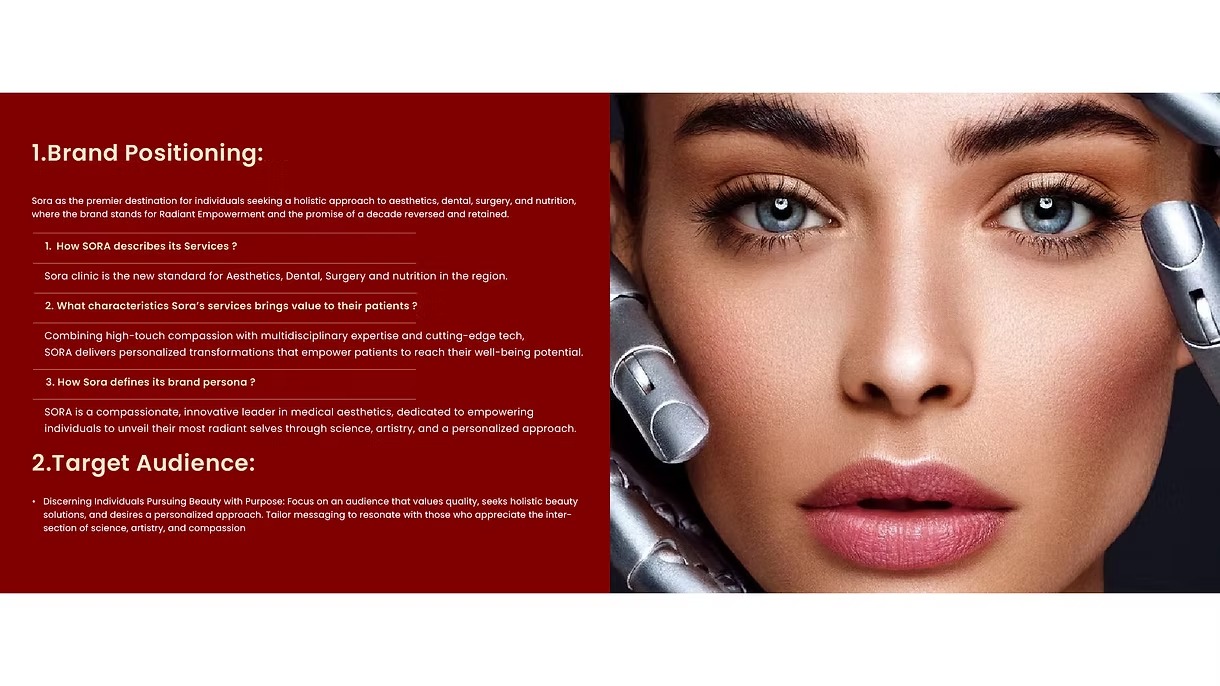 1.Brand Positioning:
Sora as the premier destination for individuals seeking a holistic approach to aesthetics, dental, surgery, and nutrition,
where the brand stands for Radiant Empowerment and the promise of a decade reversed and retained.
1. How SORA describes its Services ?
Sora clinic is the new standard for Aesthetics, Dental, Surgery and nutrition in the region.
2. What characteristics Sora's services brings value to their patients ?
Combining high-touch compassion with multidisciplinary expertise and cutting-edge tech,
SORA delivers personalized transformations that empower patients to reach their well-being potential.
3. How Sora defines its brand persona ?
SORA is a compassionate, innovative leader in medical aesthetics, dedicated to empowering
individuals to unveil their most radiant selves through science, artistry, and a personalized approach.
2.Target Audience:
• Discerning Individuals Pursuing Beauty with Purpose: Focus on an audience that values quality, seeks holistic beauty
solutions, and desires a personalized approach. Tailor messaging to resonate with those who appreciate the inter-
section of science, artistry, and compassion